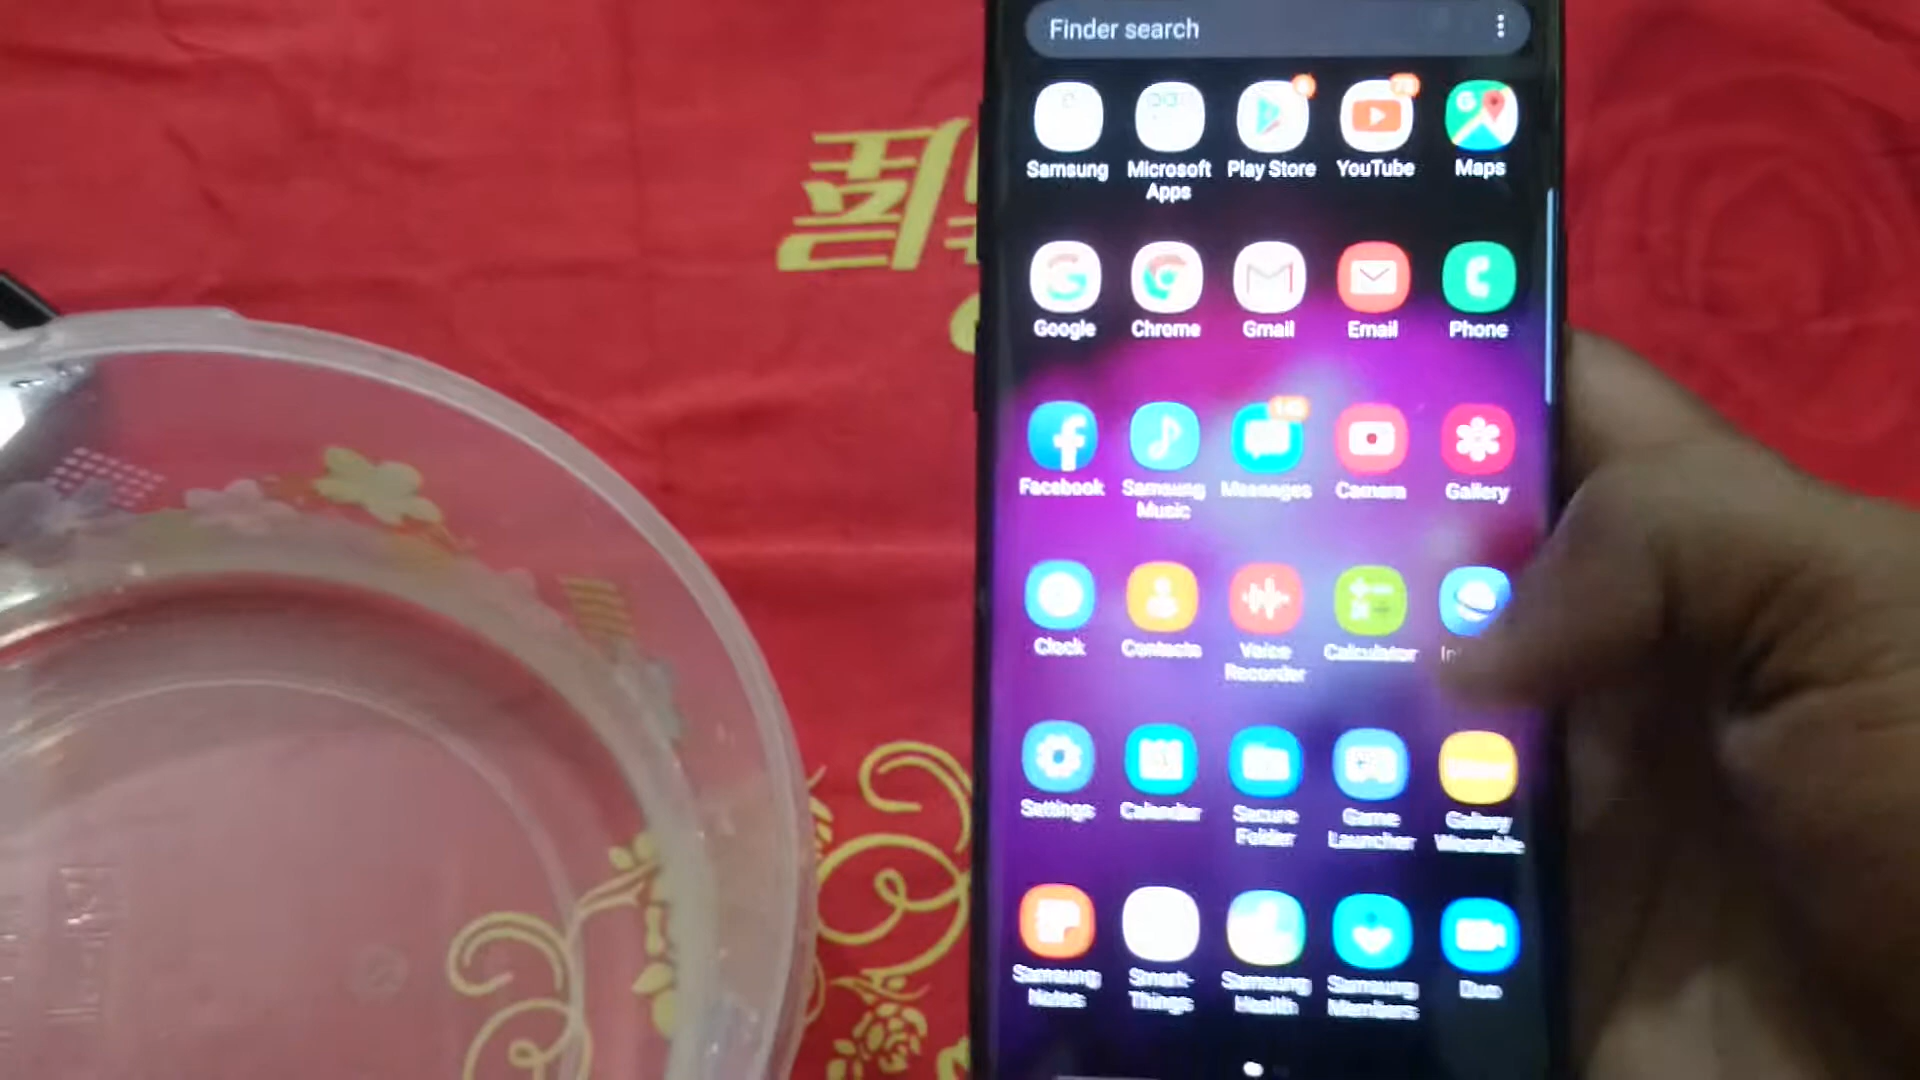 Finder search
Samsung
Microsoft
Apps
Play Store
YouTube
Maps
Google
Chrome
Gmail
Email
Phone
Facebook
Samsung
Music
Messages
Camera
Gallery
Clock
Contacts
Voice
Recorder
Calculator
Settings
Calendar
Secure
Folder
Game
Launcher
Galaxy
Wearable
Samsung
Notes
Smart-
Things
Samsung
Health
Samsung
Members
Duo